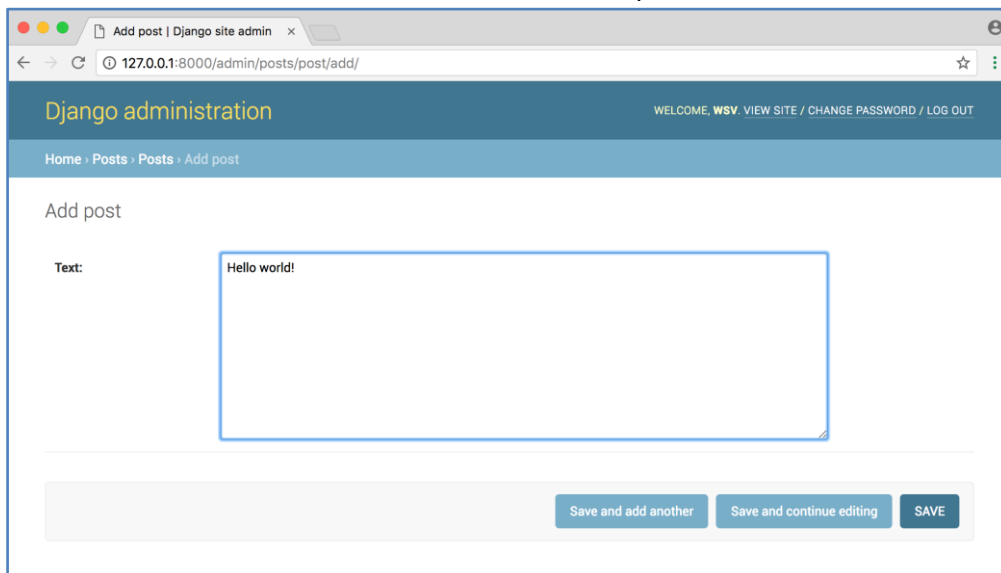 Add post | Django site admin ×
127.0.0.1:8000/admin/posts/post/add/
Django administration WELCOME, WSV. VIEW SITE / CHANGE PASSWORD / LOG OUT
Home › Posts › Posts › Add post
Add post
Text: Hello world!
Save and add another Save and continue editing SAVE